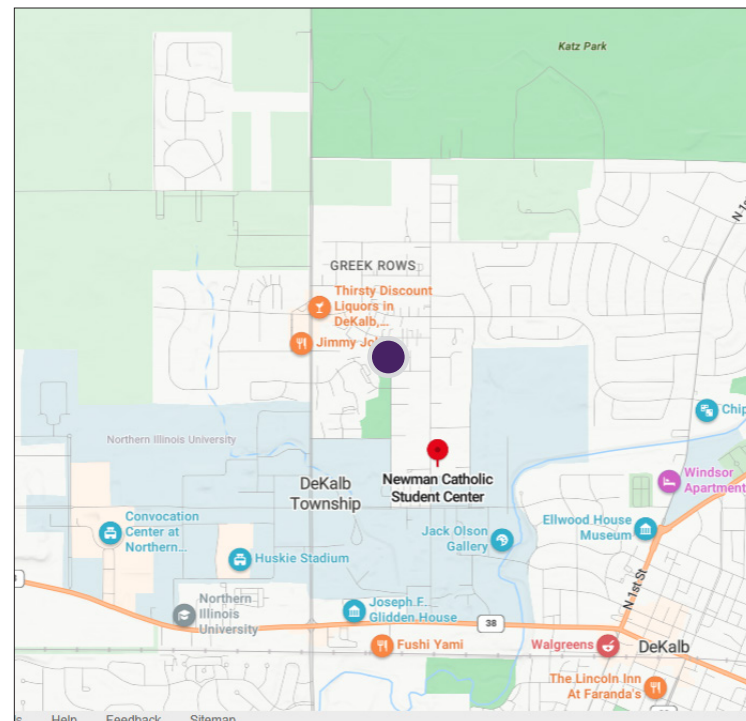 Katz Park
N 1s
GREEK ROWS
Thirsty Discount
Liquors in
DeKalb,...
Jimmy Jo
Chip
Northern Illinois University
Newman Catholic
Student Center
Windsor
Apartment
DeKalb
Township
Convocation
Center at
Northern...
Jack Olson
Gallery
Ellwood House
Museum
Huskie Stadium
N 1st St
Northern
Illinois
University
Joseph F.
Glidden House
38
Fushi Yami
Walgreens
DeKalb
The Lincoln Inn
At Faranda's
s Help Feedback Sitemap